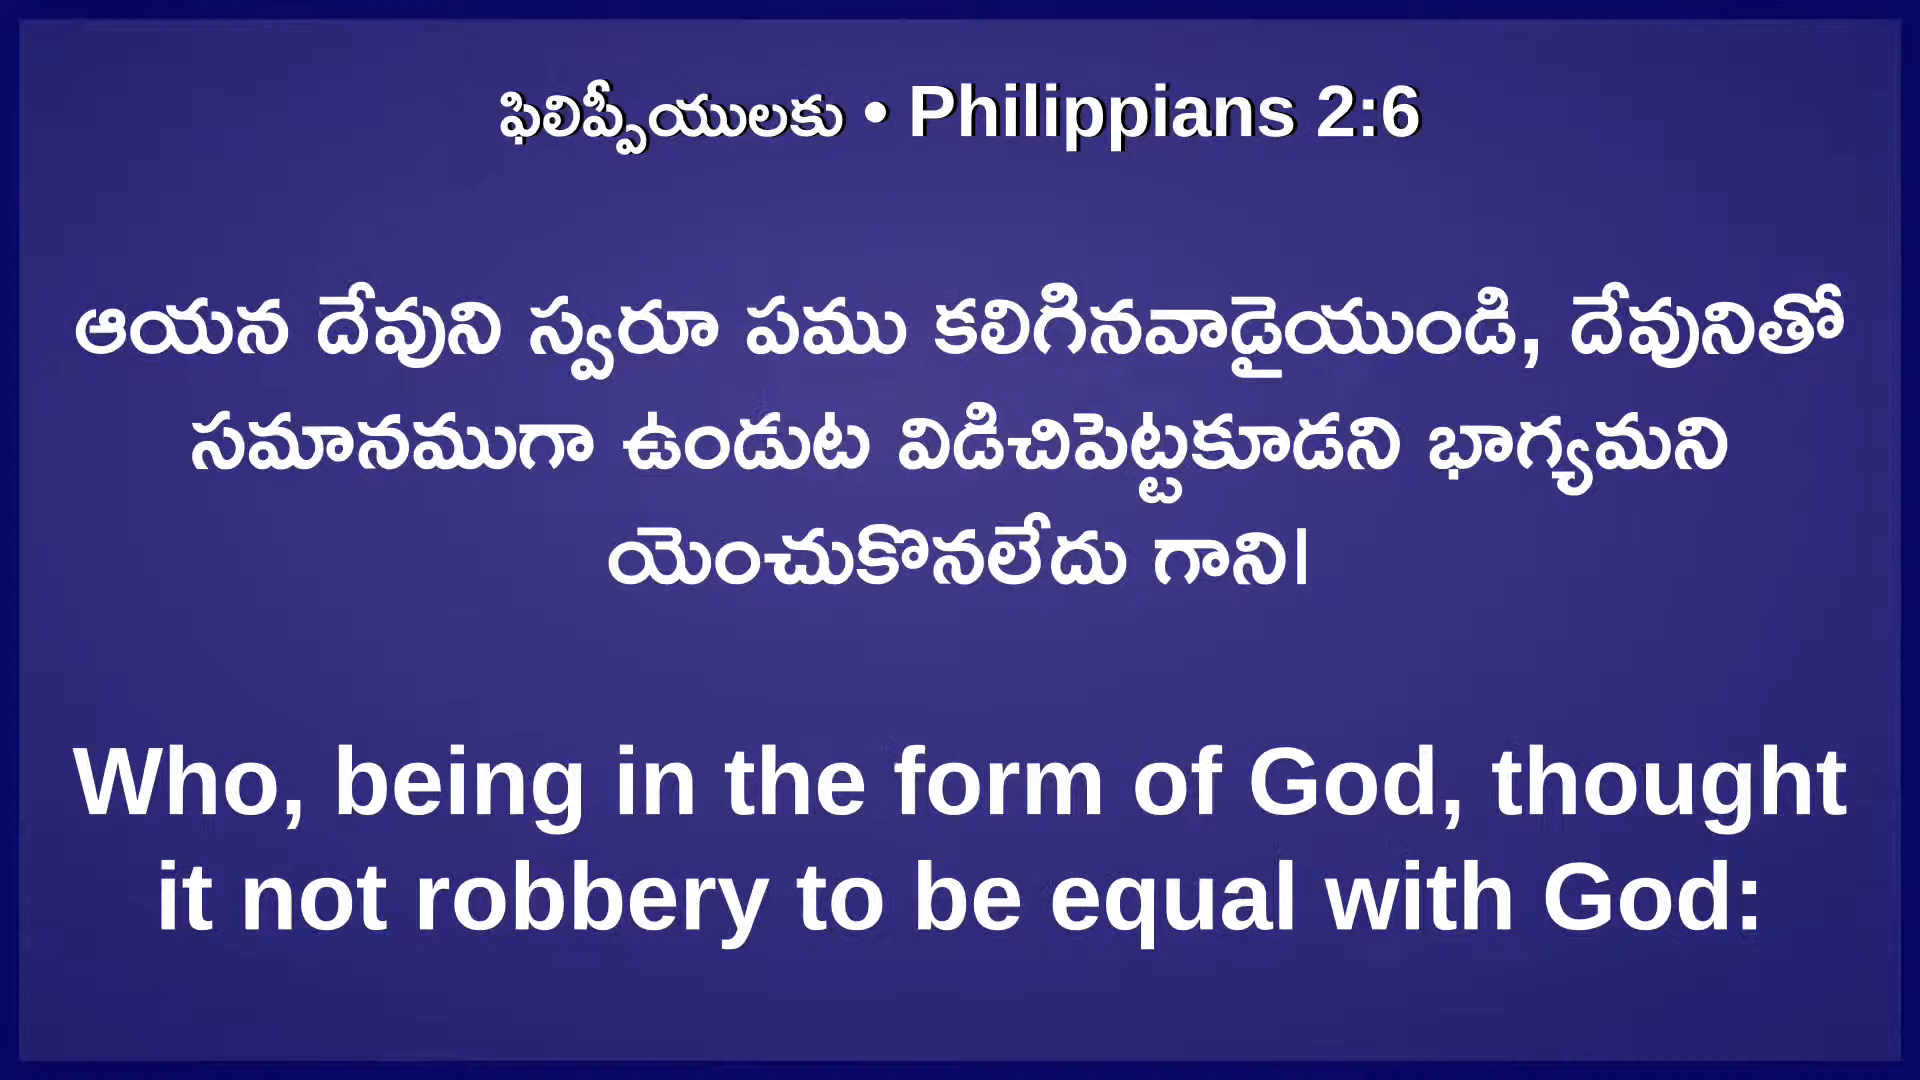 ఫిలిప్పీయులకు • Philippians 2:6
ఆయన దేవుని స్వరూ పము కలిగినవాడైయుండి, దేవునితో
సమానముగా ఉండుట విడిచిపెట్టకూడని భాగ్యమని
యెంచుకొనలేదు గాని।
Who, being in the form of God, thought
it not robbery to be equal with God: